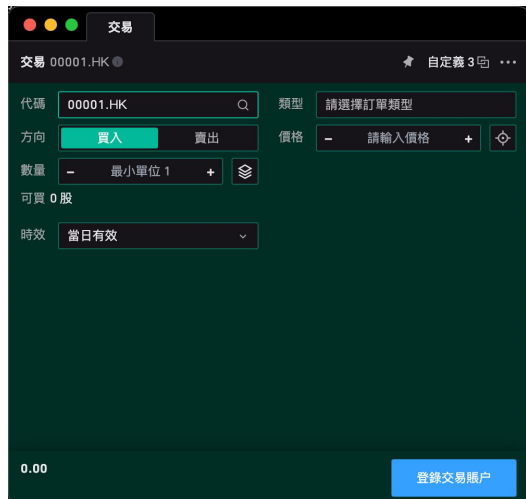 交易
交易 00001.HK
自定義 3
代碼 00001.HK
類型 請選擇訂單類型
方向 買入 賣出
價格 - 請輸入價格 +
數量 - 最小單位 1 +
可買 0 股
時效 當日有效
0.00
登錄交易賬户